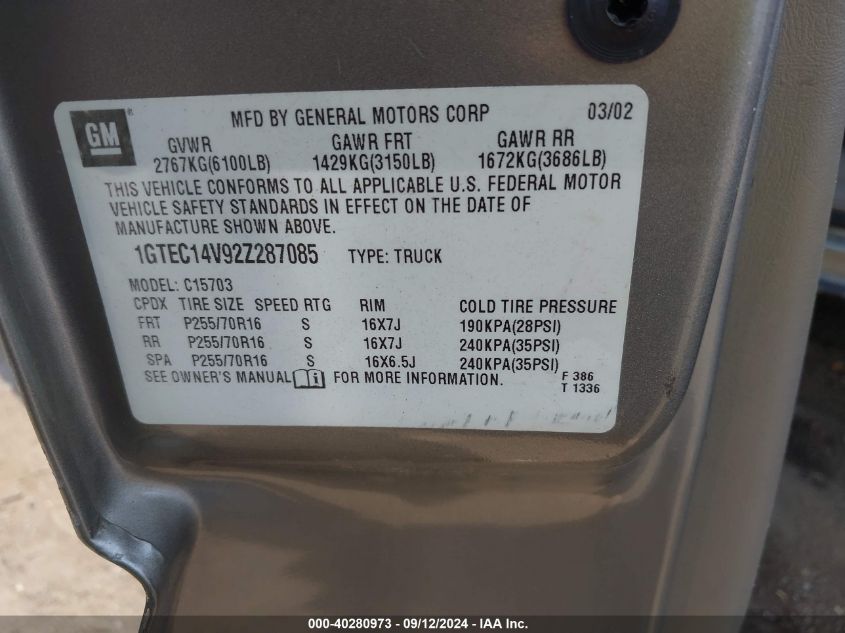 MFD BY GENERAL MOTORS CORP 03/02
GM®
GVWR GAWR FRT GAWR RR
2767KG(6100LB) 1429KG(3150LB) 1672KG(3686LB)
THIS VEHICLE CONFORMS TO ALL APPLICABLE U.S. FEDERAL MOTOR
VEHICLE SAFETY STANDARDS IN EFFECT ON THE DATE OF
MANUFACTURE SHOWN ABOVE.
1GTEC14V92Z287085 TYPE: TRUCK
MODEL: C15703
CPDX TIRE SIZE SPEED RTG RIM COLD TIRE PRESSURE
FRT P255/70R16 S 16X7J 190KPA(28PSI)
RR P255/70R16 S 16X7J 240KPA(35PSI)
SPA P255/70R16 S 16X6.5J 240KPA(35PSI)
SEE OWNER'S MANUAL FOR MORE INFORMATION.
F 386
T 1336
000-40280973 - 09/12/2024 - IAA Inc.